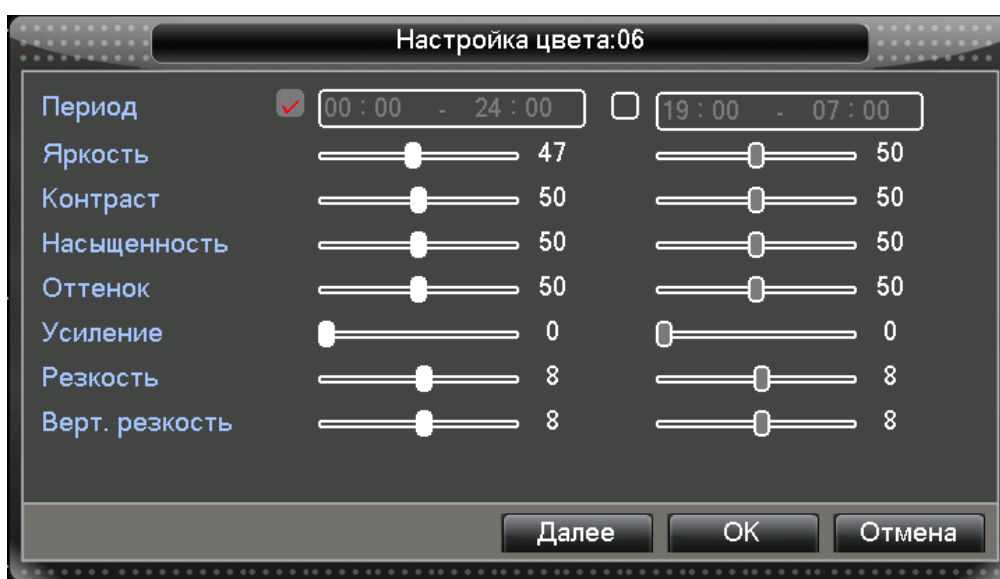 Настройка цвета:06
Период 00:00 - 24:00 19:00 - 07:00
Яркость 47 50
Контраст 50 50
Насыщенность 50 50
Оттенок 50 50
Усиление 0 0
Резкость 8 8
Верт. резкость 8 8
Далее OK Отмена